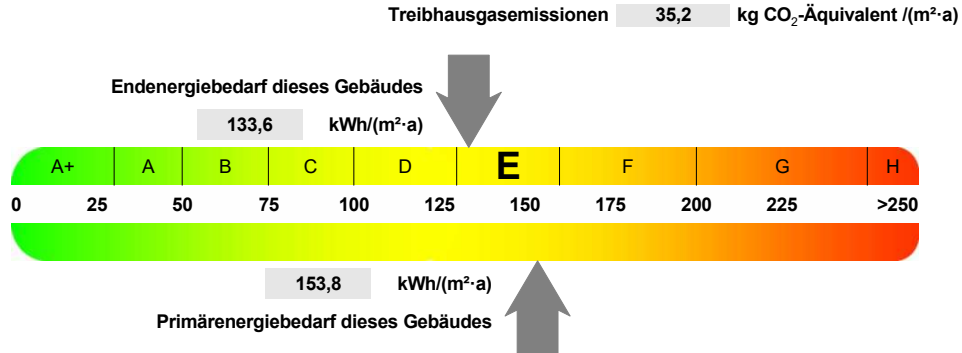 Treibhausgasemissionen 35,2 kg CO₂-Äquivalent /(m²·a)
Endenergiebedarf dieses Gebäudes
133,6 kWh/(m²·a)
A+ A B C D E F G H
0 25 50 75 100 125 150 175 200 225 >250
153,8 kWh/(m²·a)
Primärenergiebedarf dieses Gebäudes